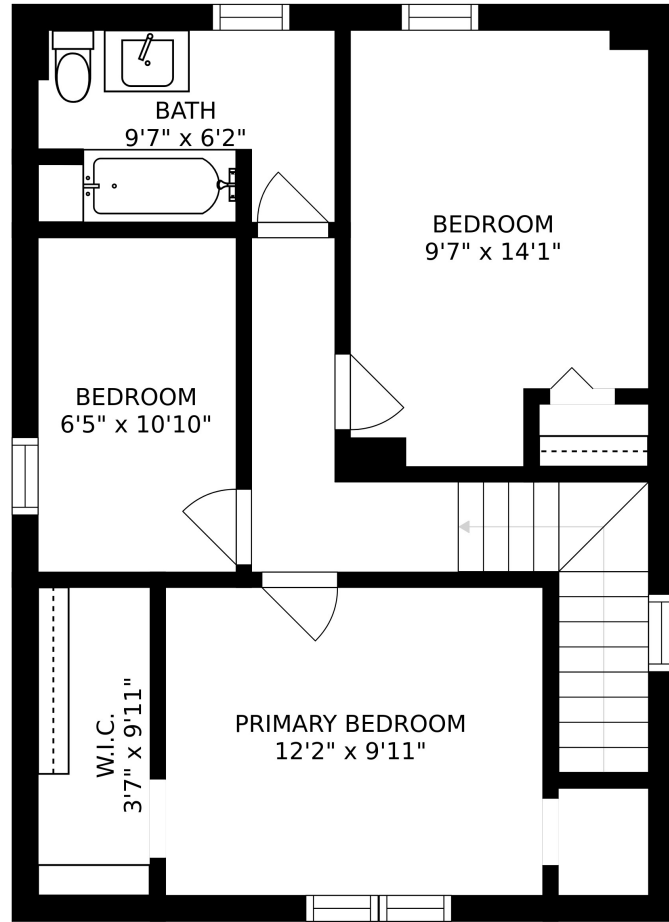 BATH
9'7" x 6'2"
BEDROOM
9'7" x 14'1"
BEDROOM
6'5" x 10'10"
W.I.C.
3'7" x 9'11"
PRIMARY BEDROOM
12'2" x 9'11"